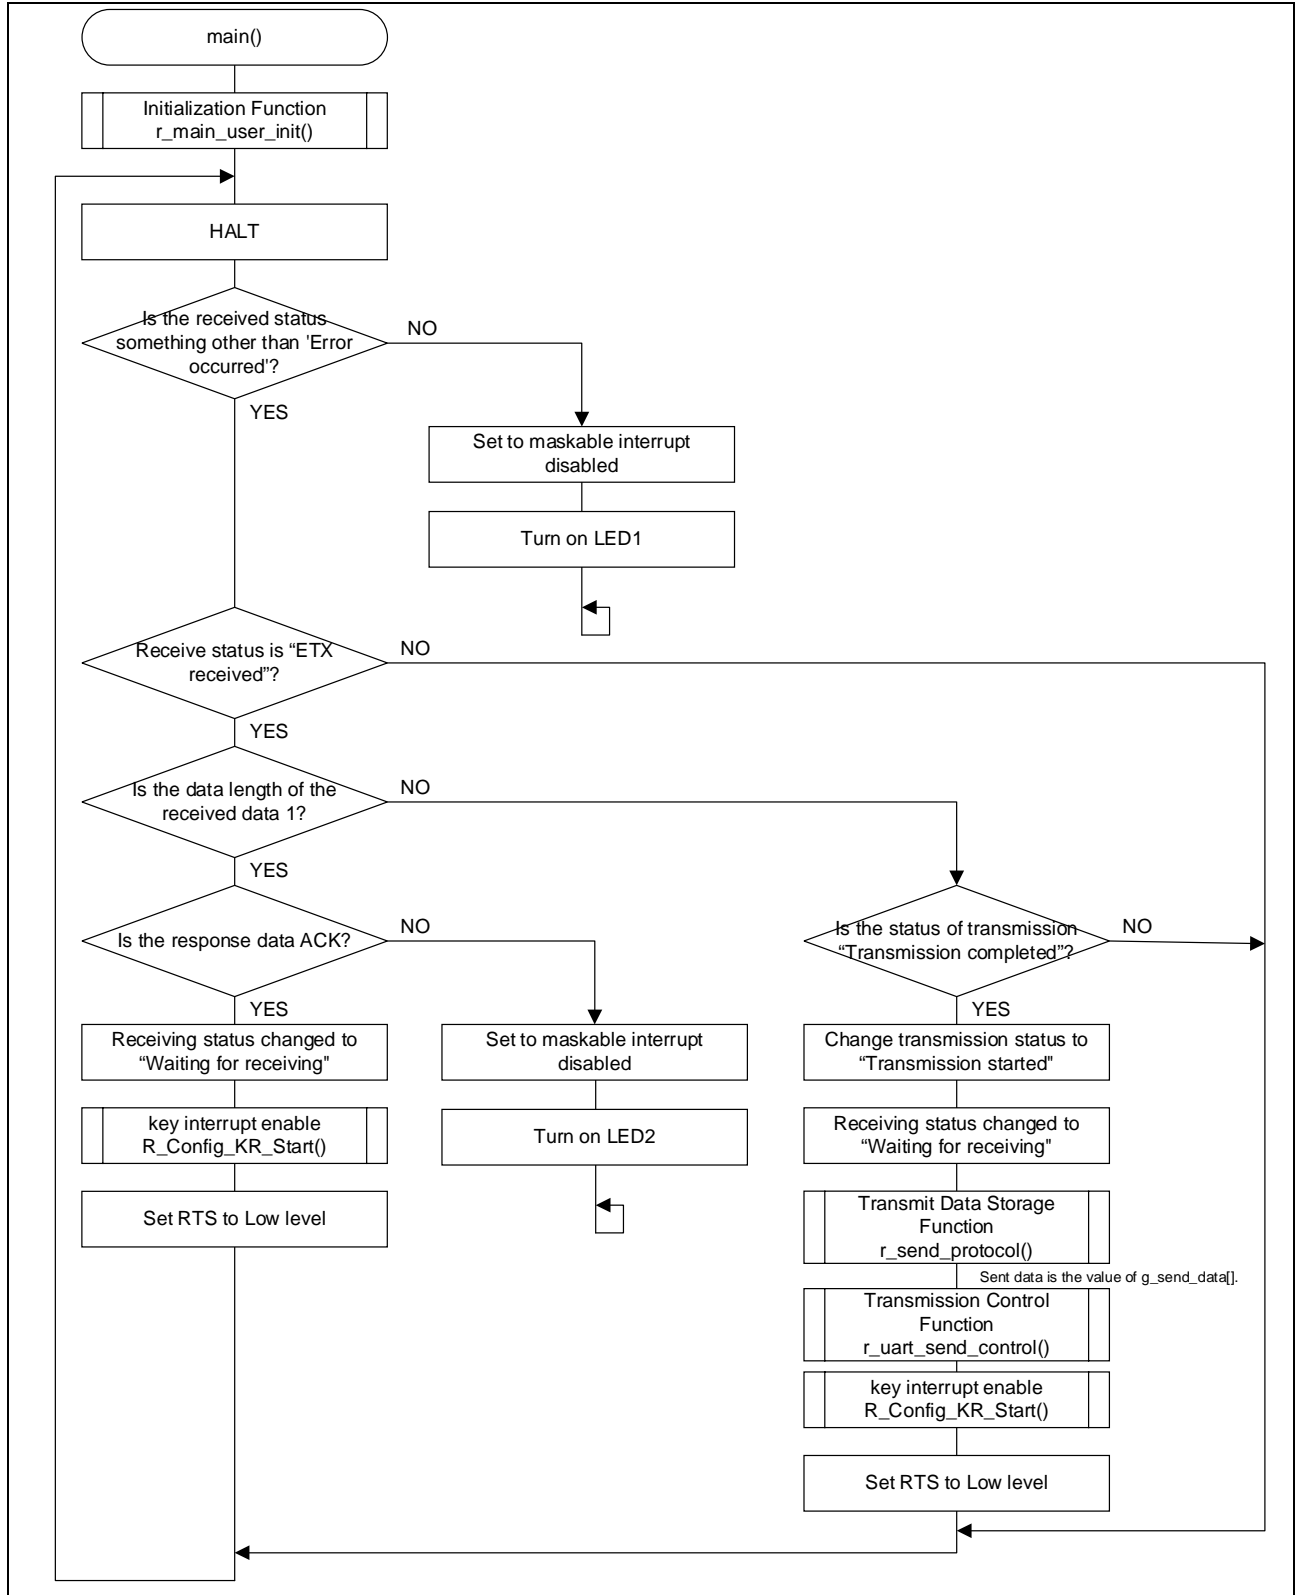 main()
Initialization Function
r_main_user_init()
HALT
Is the received status
something other than 'Error
occurred'?
NO
YES
Set to maskable interrupt
disabled
Turn on LED1
Receive status is “ETX
received”?
NO
YES
Is the data length of the
received data 1?
NO
YES
Is the response data ACK?
NO
YES
Is the status of transmission
“Transmission completed”?
NO
YES
Receiving status changed to
“Waiting for receiving"
key interrupt enable
R_Config_KR_Start()
Set RTS to Low level
Set to maskable interrupt
disabled
Turn on LED2
Change transmission status to
“Transmission started"
Receiving status changed to
“Waiting for receiving"
Transmit Data Storage
Function
r_send_protocol()
Sent data is the value of g_send_data[].
Transmission Control
Function
r_uart_send_control()
key interrupt enable
R_Config_KR_Start()
Set RTS to Low level